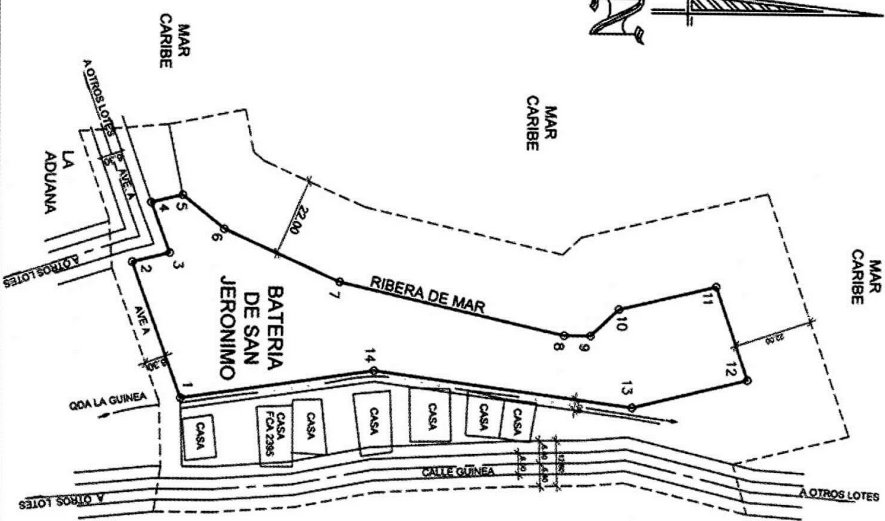 MAR
CARIBE
MAR
CARIBE
MAR
CARIBE
A OTROS LOTES
AVE. A
LA
ADUANA
A OTROS LOTES
22.00
22.00
RIBERA DE MAR
BATERIA
DE SAN
JERONIMO
1
2
3
4
5
6
7
8
9
10
11
12
13
14
AVE A
6.30
QDA LA GUINEA
CASA
CASA
FCA 2395
CASA
CASA
CASA
CASA
CASA
CALLE GUINEA
A OTROS LOTES
A OTROS LOTES